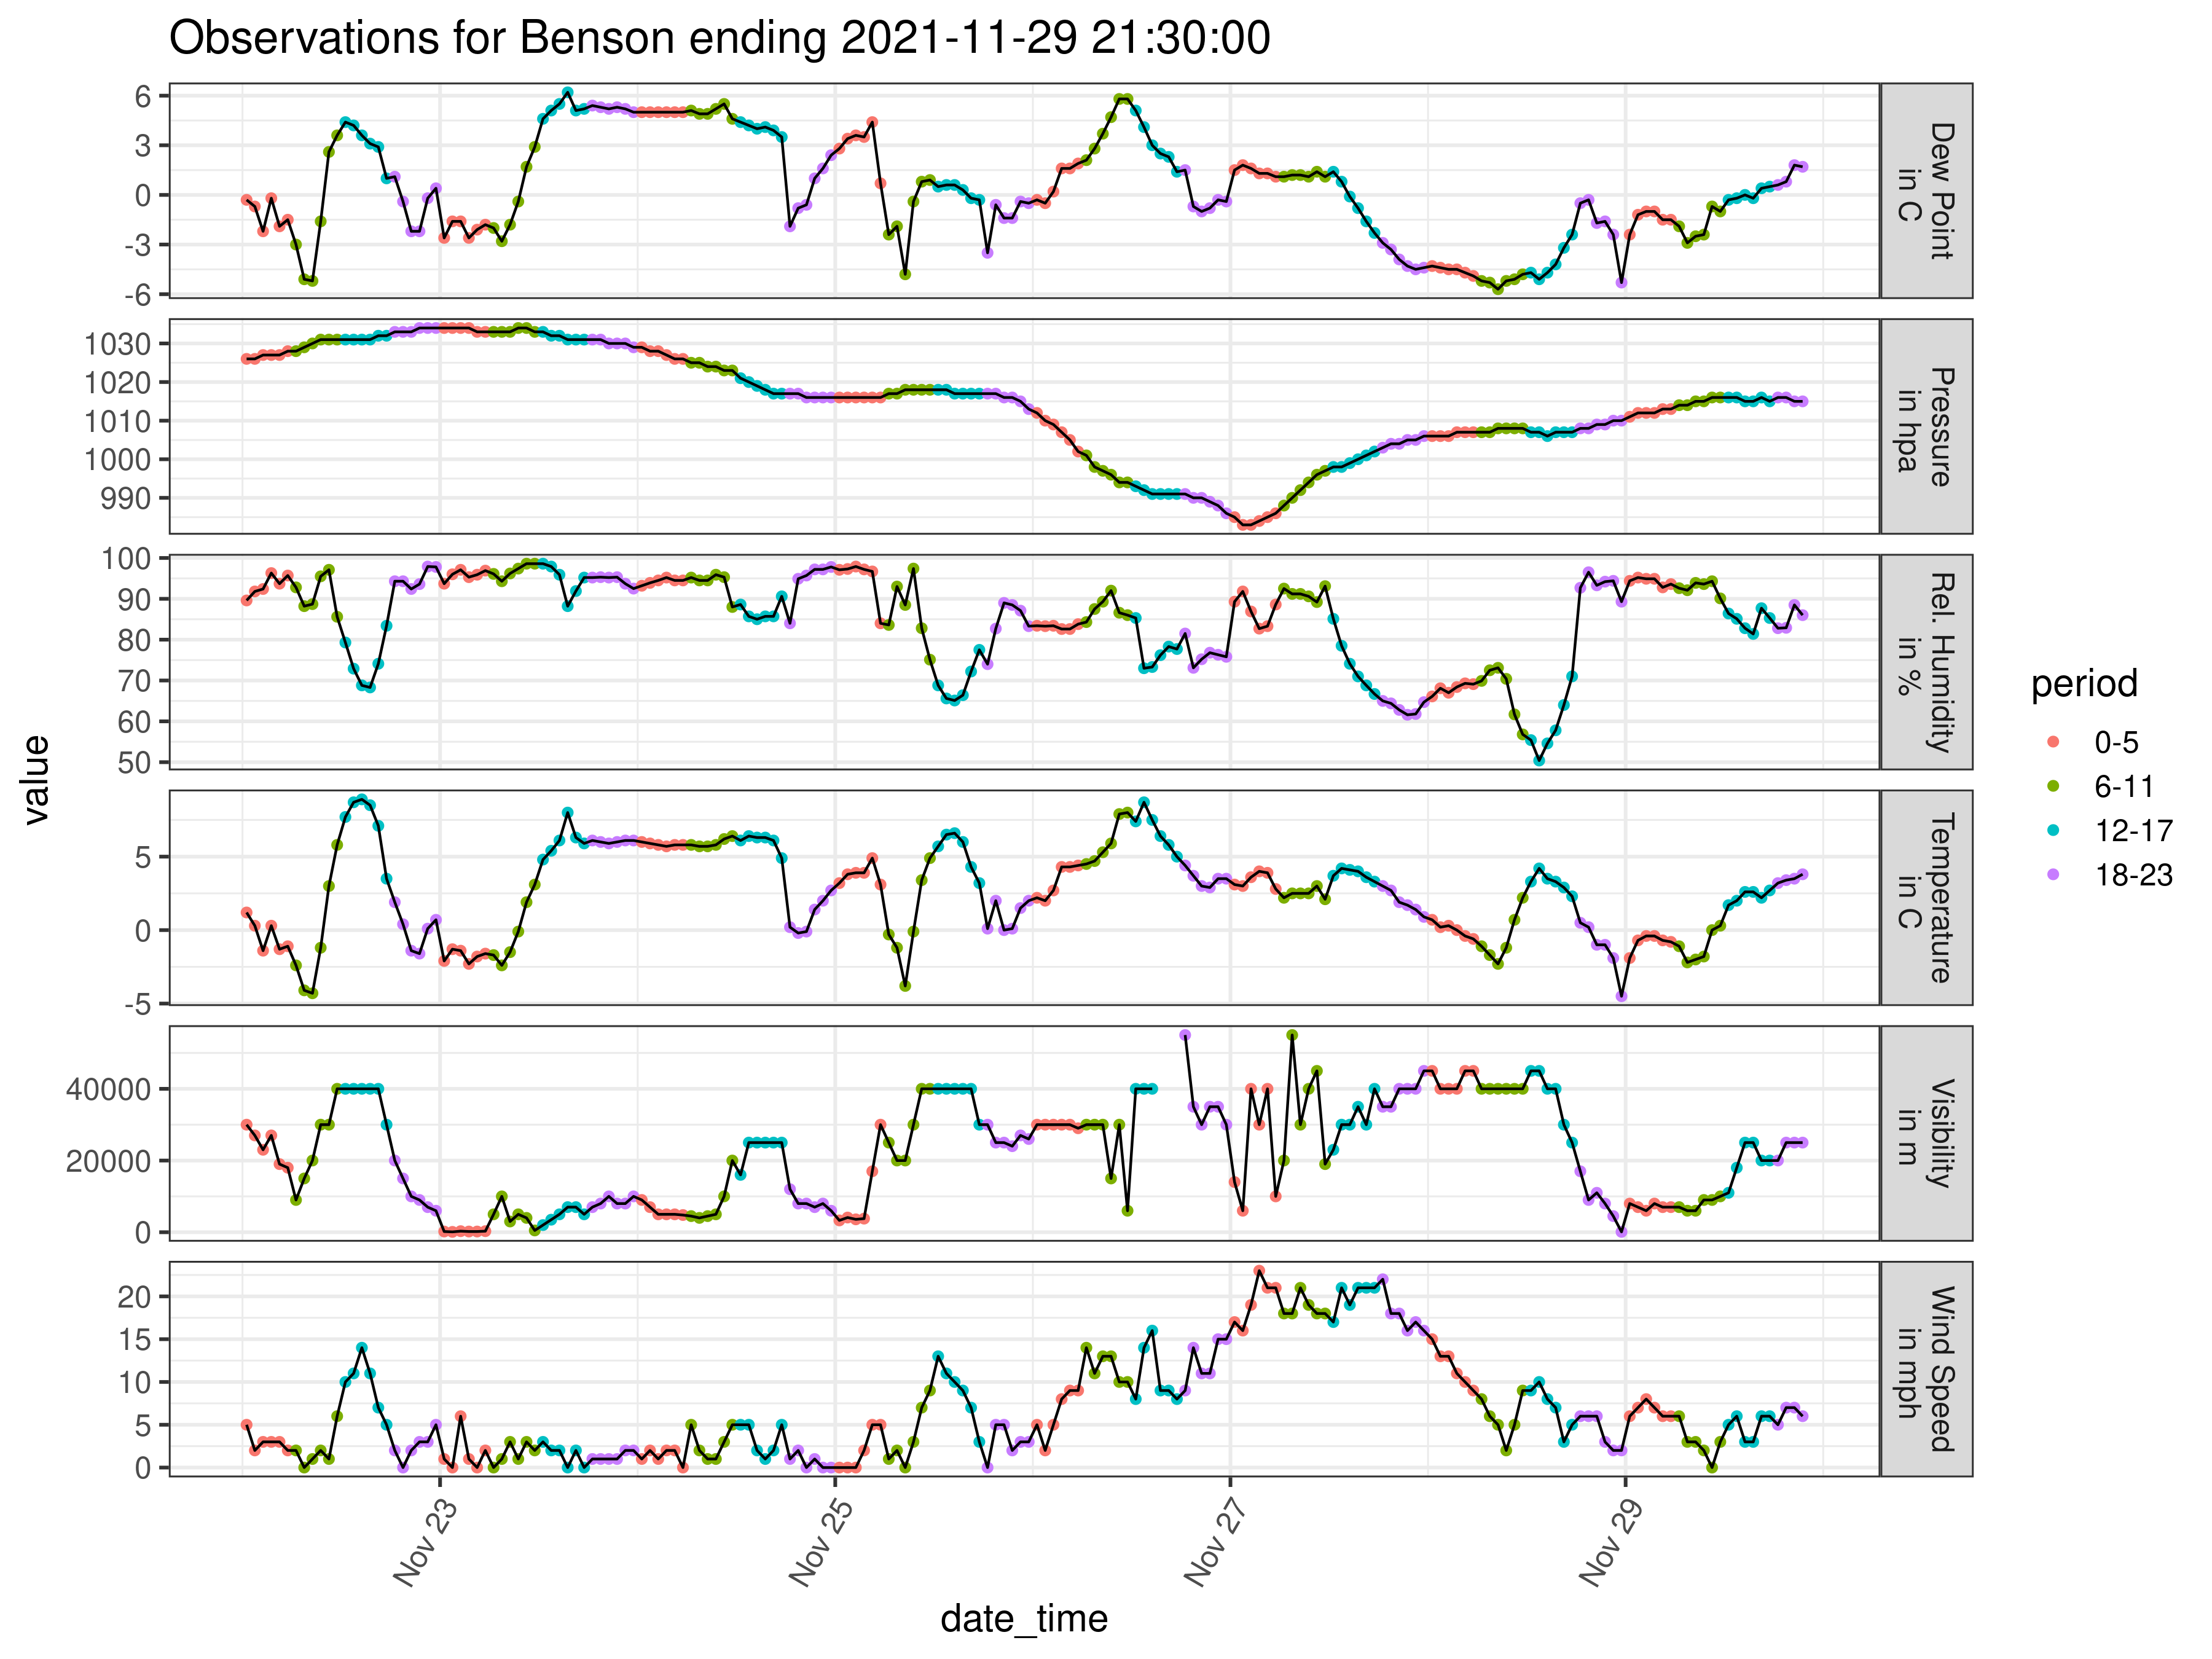 Observations for Benson ending 2021-11-29 21:30:00
value
6
3
0
-3
-6
Dew Point
in C
1030
1020
1010
1000
990
Pressure
in hpa
100
90
80
70
60
50
Rel. Humidity
in %
5
0
-5
Temperature
in C
40000
20000
0
Visibility
in m
20
15
10
5
0
Wind Speed
in mph
Nov 23
Nov 25
Nov 27
Nov 29
date_time
period
0-5
6-11
12-17
18-23